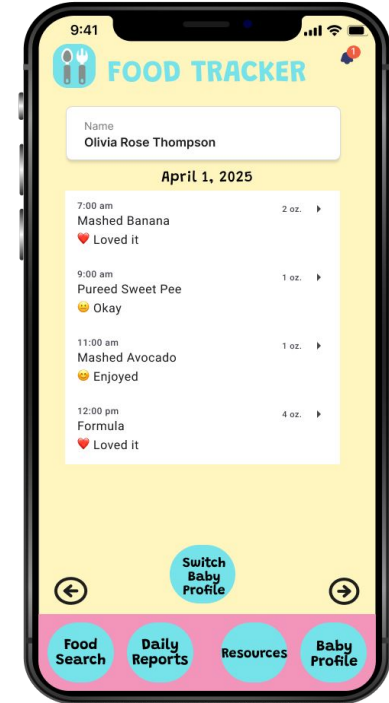 9:41
FOOD TRACKER
1
Name
Olivia Rose Thompson
April 1, 2025
7:00 am
Mashed Banana
2 oz.
❤️ Loved it
9:00 am
Pureed Sweet Pee
1 oz.
😐 Okay
11:00 am
Mashed Avocado
1 oz.
😊 Enjoyed
12:00 pm
Formula
4 oz.
❤️ Loved it
Switch
Baby
Profile
Food
Search
Daily
Reports
Resources
Baby
Profile